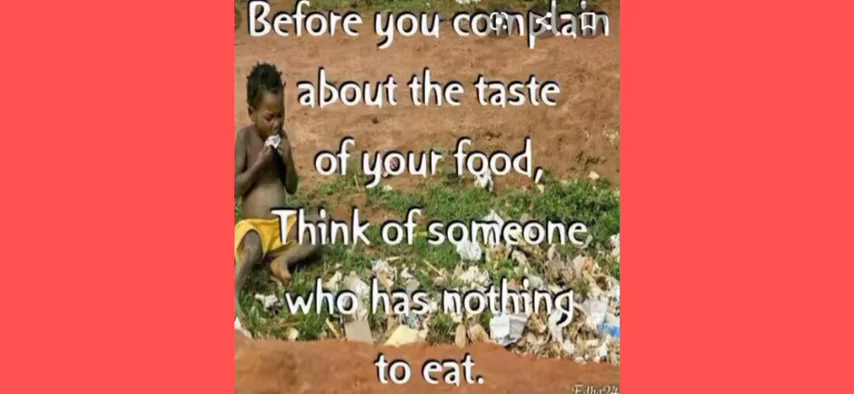 Before you complain
about the taste
of your food,
Think of someone
who has nothing
to eat.